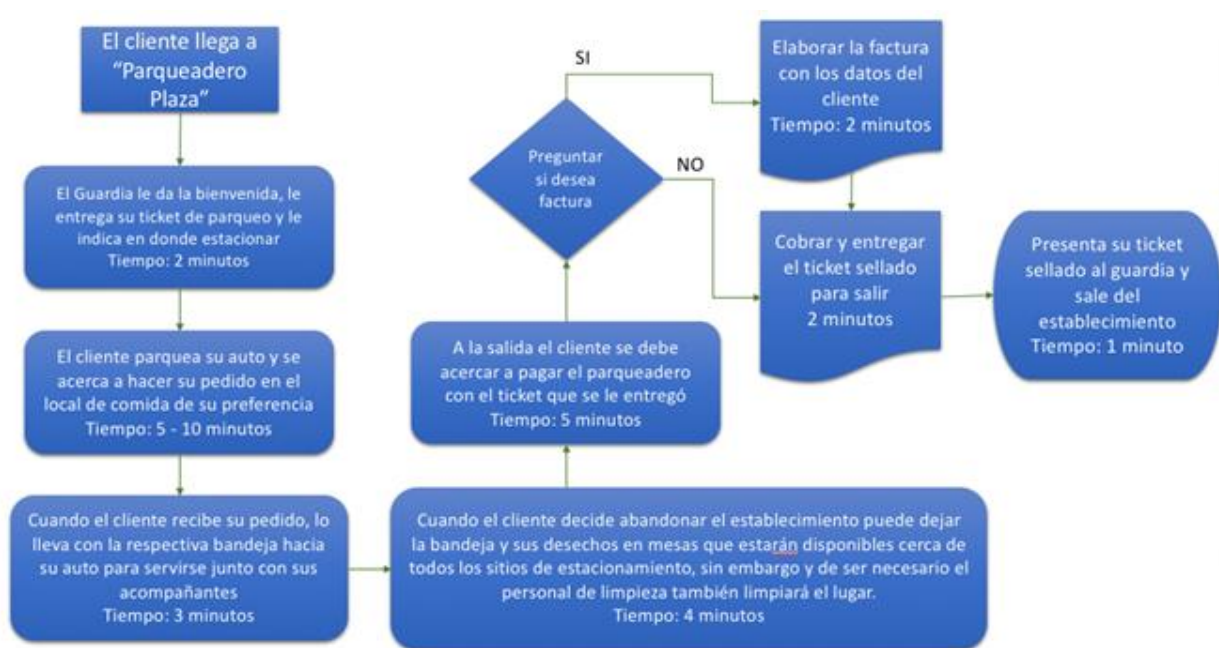 El cliente llega a
“Parqueadero
Plaza”
El Guardia le da la bienvenida, le
entrega su ticket de parqueo y le
indica en donde estacionar
Tiempo: 2 minutos
El cliente parquea su auto y se
acerca a hacer su pedido en el
local de comida de su preferencia
Tiempo: 5 - 10 minutos
Cuando el cliente recibe su pedido, lo
lleva con la respectiva bandeja hacia
su auto para servirse junto con sus
acompañantes
Tiempo: 3 minutos
Cuando el cliente decide abandonar el establecimiento puede dejar
la bandeja y sus desechos en mesas que estarán disponibles cerca de
todos los sitios de estacionamiento, sin embargo y de ser necesario el
personal de limpieza también limpiará el lugar.
Tiempo: 4 minutos
A la salida el cliente se debe
acercar a pagar el parqueadero
con el ticket que se le entregó
Tiempo: 5 minutos
Preguntar
si desea
factura
SI
NO
Elaborar la factura
con los datos del
cliente
Tiempo: 2 minutos
Cobrar y entregar
el ticket sellado
para salir
2 minutos
Presenta su ticket
sellado al guardia y
sale del
establecimiento
Tiempo: 1 minuto